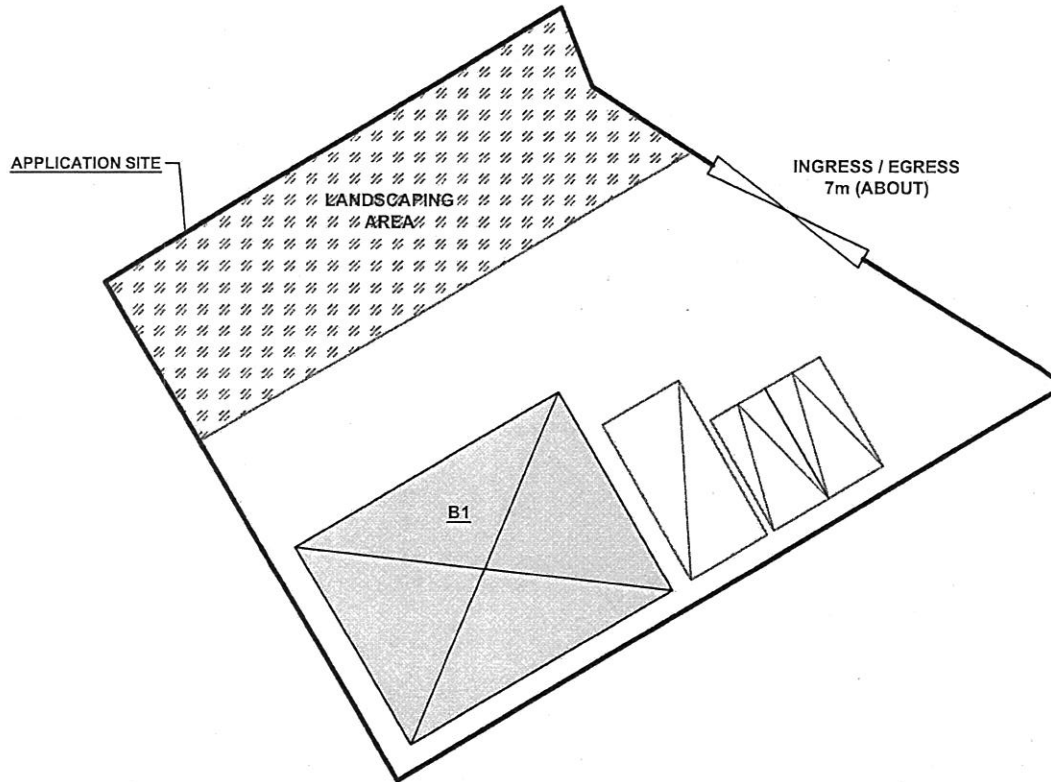 APPLICATION SITE
LANDSCAPING
AREA
INGRESS / EGRESS
7m (ABOUT)
B1